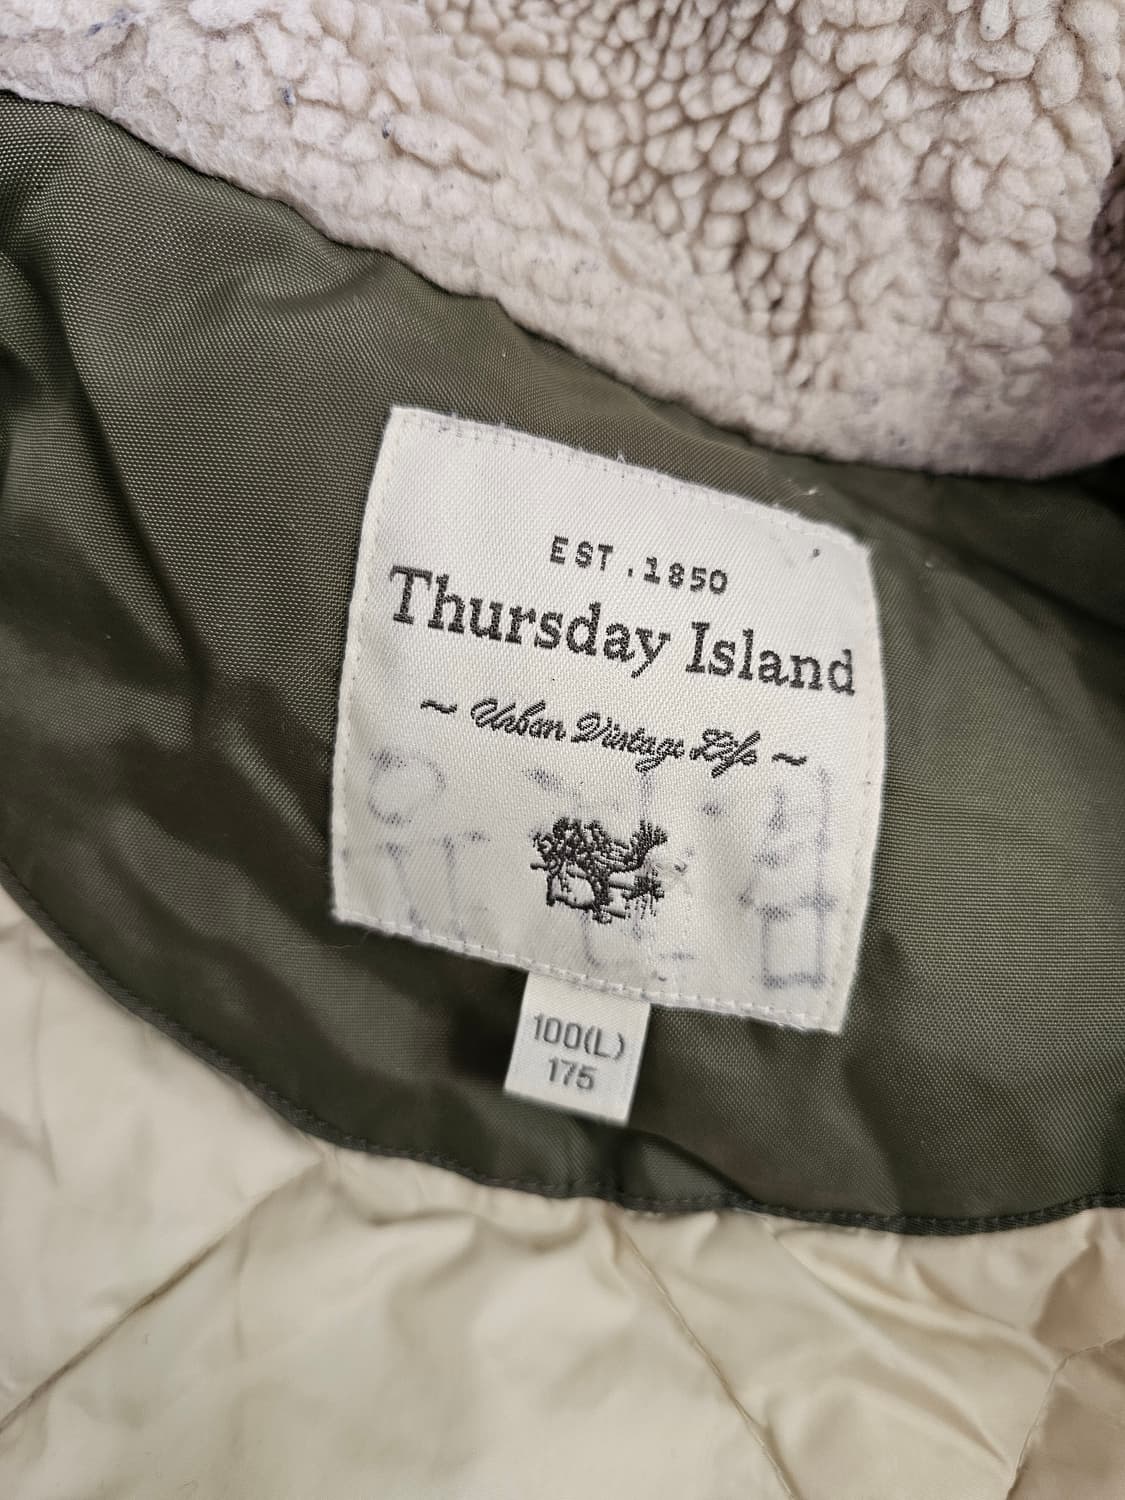 EST.1850
Thursday Island
~ Urban Vintage Life ~
100(L)
175